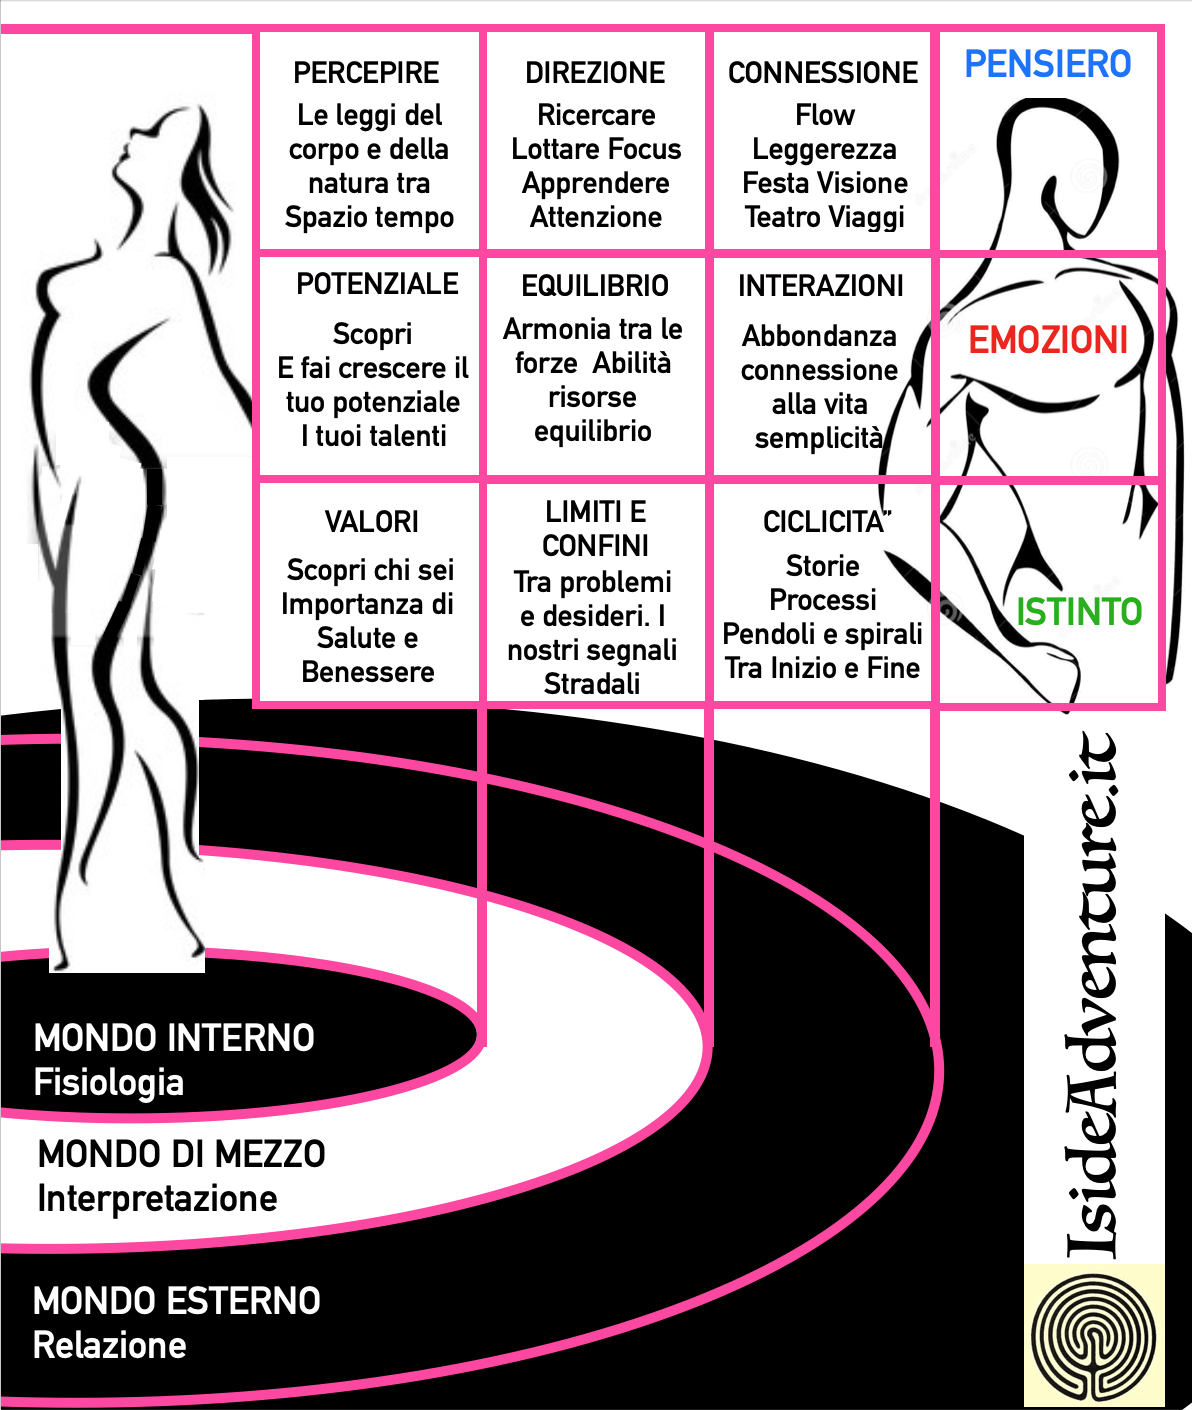 PERCEPIRE
Le leggi del
corpo e della
natura tra
Spazio tempo
DIREZIONE
Ricercare
Lottare Focus
Apprendere
Attenzione
CONNESSIONE
Flow
Leggerezza
Festa Visione
Teatro Viaggi
PENSIERO
POTENZIALE
Scopri
E fai crescere il
tuo potenziale
I tuoi talenti
EQUILIBRIO
Armonia tra le
forze Abilità
risorse
equilibrio
INTERAZIONI
Abbondanza
connessione
alla vita
semplicità
EMOZIONI
VALORI
Scopri chi sei
Importanza di
Salute e
Benessere
LIMITI E
CONFINI
Tra problemi
e desideri. I
nostri segnali
Stradali
CICLICITA”
Storie
Processi
Pendoli e spirali
Tra Inizio e Fine
ISTINTO
MONDO INTERNO
Fisiologia
MONDO DI MEZZO
Interpretazione
MONDO ESTERNO
Relazione
IsideAdventure.it